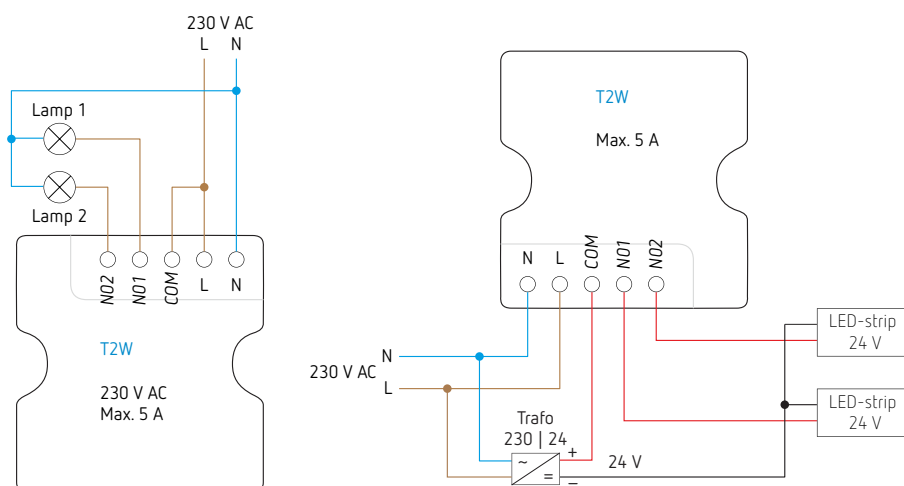 230 V AC
L N
Lamp 1
Lamp 2
NO2 NO1 COM L N
T2W
230 V AC
Max. 5 A
T2W
Max. 5 A
N L COM NO1 NO2
N
230 V AC
L
Trafo
230 | 24
~ =
+
24 V
–
LED-strip
24 V
LED-strip
24 V